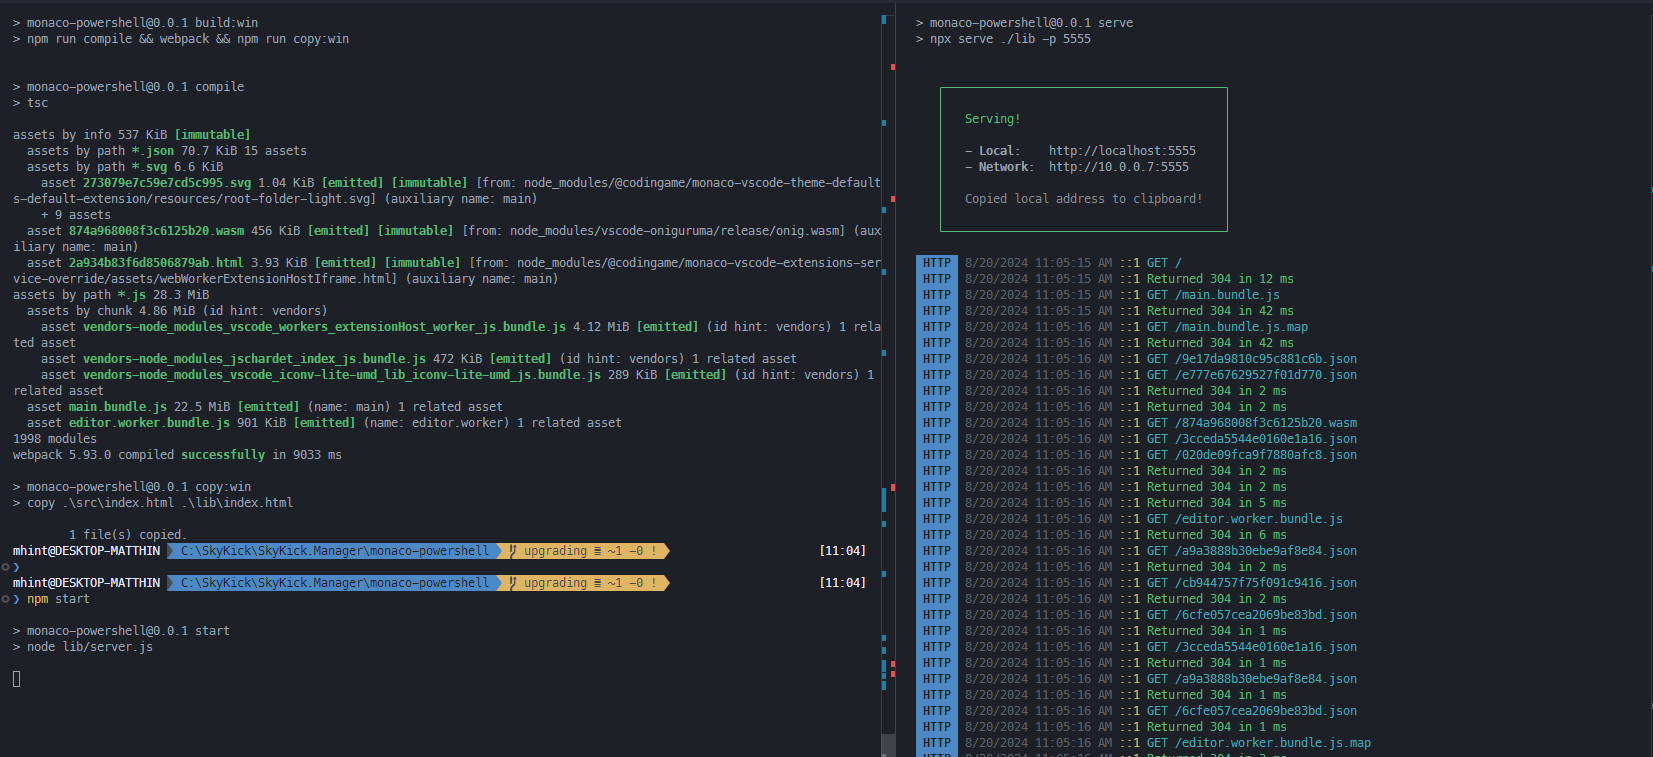 > monaco-powershell@0.0.1 build:win
> npm run compile && webpack && npm run copy:win
> monaco-powershell@0.0.1 compile
> tsc
assets by info 537 KiB [immutable]
assets by path *.json 70.7 KiB 15 assets
assets by path *.svg 6.6 KiB
asset 273079e7c59e7cd5c995.svg 1.04 KiB [emitted] [immutable] [from: node_modules/@codingame/monaco-vscode-theme-default
s-default-extension/resources/root-folder-light.svg] (auxiliary name: main)
+ 9 assets
asset 874a968008f3c6125b20.wasm 456 KiB [emitted] [immutable] [from: node_modules/vscode-oniguruma/release/onig.wasm] (aux
iliary name: main)
asset 2a934b83f6d8506879ab.html 3.93 KiB [emitted] [immutable] [from: node_modules/@codingame/monaco-vscode-extensions-ser
vice-override/assets/webWorkerExtensionHostIframe.html] (auxiliary name: main)
assets by path *.js 28.3 MiB
assets by chunk 4.86 MiB (id hint: vendors)
asset vendors-node_modules_vscode_workers_extensionHost_worker_js.bundle.js 4.12 MiB [emitted] (id hint: vendors) 1 rela
ted asset
asset vendors-node_modules_jschardet_index_js.bundle.js 472 KiB [emitted] (id hint: vendors) 1 related asset
asset vendors-node_modules_vscode_iconv-lite-umd_lib_iconv-lite-umd_js.bundle.js 289 KiB [emitted] (id hint: vendors) 1
related asset
asset main.bundle.js 22.5 MiB [emitted] (name: main) 1 related asset
asset editor.worker.bundle.js 901 KiB [emitted] (name: editor.worker) 1 related asset
1998 modules
webpack 5.93.0 compiled successfully in 9033 ms
> monaco-powershell@0.0.1 copy:win
> copy .\src\index.html .\lib\index.html
1 file(s) copied.
mhint@DESKTOP-MATTHIN C:\SkyKick\SkyKick.Manager\monaco-powershell upgrading ≣ ~1 -0 ! [11:04]
❯
mhint@DESKTOP-MATTHIN C:\SkyKick\SkyKick.Manager\monaco-powershell upgrading ≣ ~1 -0 ! [11:04]
❯ npm start
> monaco-powershell@0.0.1 start
> node lib/server.js
> monaco-powershell@0.0.1 serve
> npx serve ./lib -p 5555
Serving!
- Local: http://localhost:5555
- Network: http://10.0.0.7:5555
Copied local address to clipboard!
HTTP 8/20/2024 11:05:15 AM ::1 GET /
HTTP 8/20/2024 11:05:15 AM ::1 Returned 304 in 12 ms
HTTP 8/20/2024 11:05:15 AM ::1 GET /main.bundle.js
HTTP 8/20/2024 11:05:15 AM ::1 Returned 304 in 42 ms
HTTP 8/20/2024 11:05:16 AM ::1 GET /main.bundle.js.map
HTTP 8/20/2024 11:05:16 AM ::1 Returned 304 in 42 ms
HTTP 8/20/2024 11:05:16 AM ::1 GET /9e17da9810c95c881c6b.json
HTTP 8/20/2024 11:05:16 AM ::1 GET /e777e67629527f01d770.json
HTTP 8/20/2024 11:05:16 AM ::1 Returned 304 in 2 ms
HTTP 8/20/2024 11:05:16 AM ::1 Returned 304 in 2 ms
HTTP 8/20/2024 11:05:16 AM ::1 GET /874a968008f3c6125b20.wasm
HTTP 8/20/2024 11:05:16 AM ::1 GET /3cceda5544e0160e1a16.json
HTTP 8/20/2024 11:05:16 AM ::1 GET /020de09fca9f7880afc8.json
HTTP 8/20/2024 11:05:16 AM ::1 Returned 304 in 2 ms
HTTP 8/20/2024 11:05:16 AM ::1 Returned 304 in 2 ms
HTTP 8/20/2024 11:05:16 AM ::1 Returned 304 in 5 ms
HTTP 8/20/2024 11:05:16 AM ::1 GET /editor.worker.bundle.js
HTTP 8/20/2024 11:05:16 AM ::1 Returned 304 in 6 ms
HTTP 8/20/2024 11:05:16 AM ::1 GET /a9a3888b30ebe9af8e84.json
HTTP 8/20/2024 11:05:16 AM ::1 Returned 304 in 2 ms
HTTP 8/20/2024 11:05:16 AM ::1 GET /cb944757f75f091c9416.json
HTTP 8/20/2024 11:05:16 AM ::1 Returned 304 in 2 ms
HTTP 8/20/2024 11:05:16 AM ::1 GET /6cfe057cea2069be83bd.json
HTTP 8/20/2024 11:05:16 AM ::1 Returned 304 in 1 ms
HTTP 8/20/2024 11:05:16 AM ::1 GET /3cceda5544e0160e1a16.json
HTTP 8/20/2024 11:05:16 AM ::1 Returned 304 in 1 ms
HTTP 8/20/2024 11:05:16 AM ::1 GET /a9a3888b30ebe9af8e84.json
HTTP 8/20/2024 11:05:16 AM ::1 Returned 304 in 1 ms
HTTP 8/20/2024 11:05:16 AM ::1 GET /6cfe057cea2069be83bd.json
HTTP 8/20/2024 11:05:16 AM ::1 Returned 304 in 1 ms
HTTP 8/20/2024 11:05:16 AM ::1 GET /editor.worker.bundle.js.map
HTTP 8/20/2024 11:05:16 AM ::1 Returned 304 in